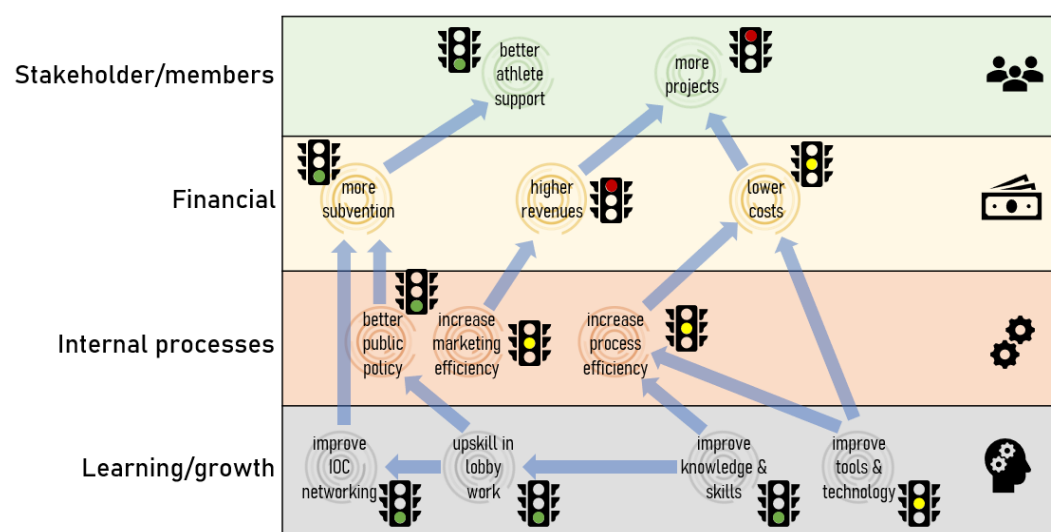 Stakeholder/members
better
athlete
support
more
projects
Financial
more
subvention
higher
revenues
lower
costs
Internal processes
better
public
policy
increase
marketing
efficiency
increase
process
efficiency
Learning/growth
improve
IOC
networking
upskill in
lobby
work
improve
knowledge &
skills
improve
tools &
technology